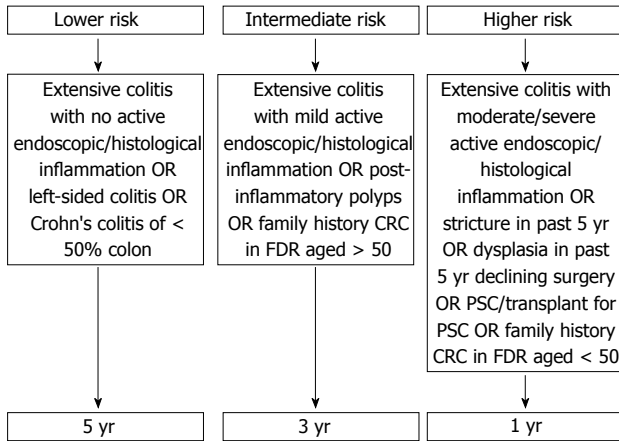 Lower risk
Extensive colitis
with no active
endoscopic/histological
inflammation OR
left-sided colitis OR
Crohn's colitis of <
50% colon
5 yr
Intermediate risk
Extensive colitis
with mild active
endoscopic/histological
inflammation OR post-
inflammatory polyps
OR family history CRC
in FDR aged > 50
3 yr
Higher risk
Extensive colitis with
moderate/severe
active endoscopic/
histological
inflammation OR
stricture in past 5 yr
OR dysplasia in past
5 yr declining surgery
OR PSC/transplant for
PSC OR family history
CRC in FDR aged < 50
1 yr